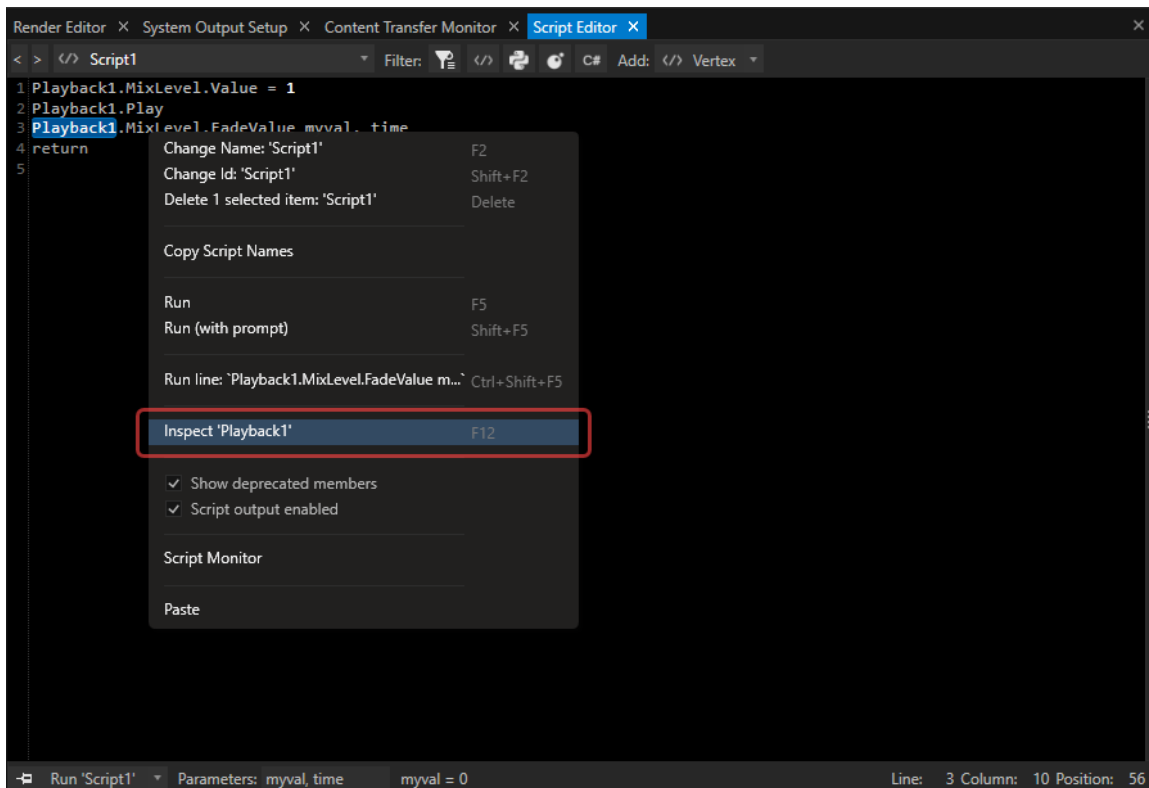 Render Editor × System Output Setup × Content Transfer Monitor × Script Editor ×
< > </> Script1 Filter: </> C# Add: </> Vertex
1 Playback1.MixLevel.Value = 1
2 Playback1.Play
3 Playback1.MixLevel.FadeValue myval, time
4 return
5
Change Name: 'Script1' F2
Change Id: 'Script1' Shift+F2
Delete 1 selected item: 'Script1' Delete
Copy Script Names
Run F5
Run (with prompt) Shift+F5
Run line: `Playback1.MixLevel.FadeValue m...` Ctrl+Shift+F5
Inspect 'Playback1' F12
Show deprecated members
Script output enabled
Script Monitor
Paste
Run 'Script1' Parameters: myval, time myval = 0 Line: 3 Column: 10 Position: 56